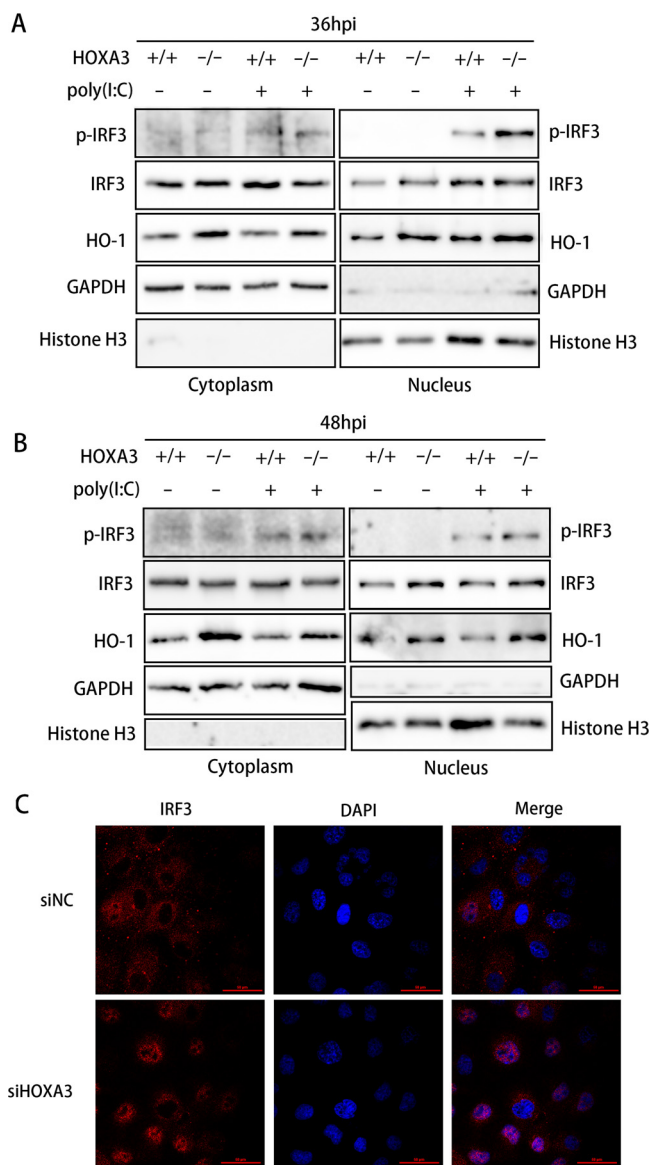 A
36hpi
HOXA3 +/+ −/− +/+ −/− +/+ −/− +/+ −/−
poly(I:C) − − + + − − + +
p-IRF3 p-IRF3
IRF3 IRF3
HO-1 HO-1
GAPDH GAPDH
Histone H3 Histone H3
Cytoplasm Nucleus
B
48hpi
HOXA3 +/+ −/− +/+ −/− +/+ −/− +/+ −/−
poly(I:C) − − + + − − + +
p-IRF3 p-IRF3
IRF3 IRF3
HO-1 HO-1
GAPDH GAPDH
Histone H3 Histone H3
Cytoplasm Nucleus
C
IRF3 DAPI Merge
siNC
siHOXA3